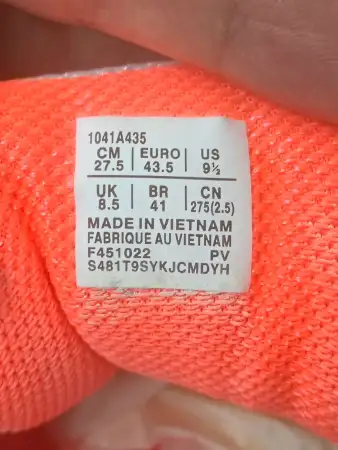 1041A435
CM | EURO | US
27.5 | 43.5 | 9½
UK | BR | CN
8.5 | 41 | 275(2.5)
MADE IN VIETNAM
FABRIQUE AU VIETNAM
F451022 PV
S481T9SYKJCMDYH